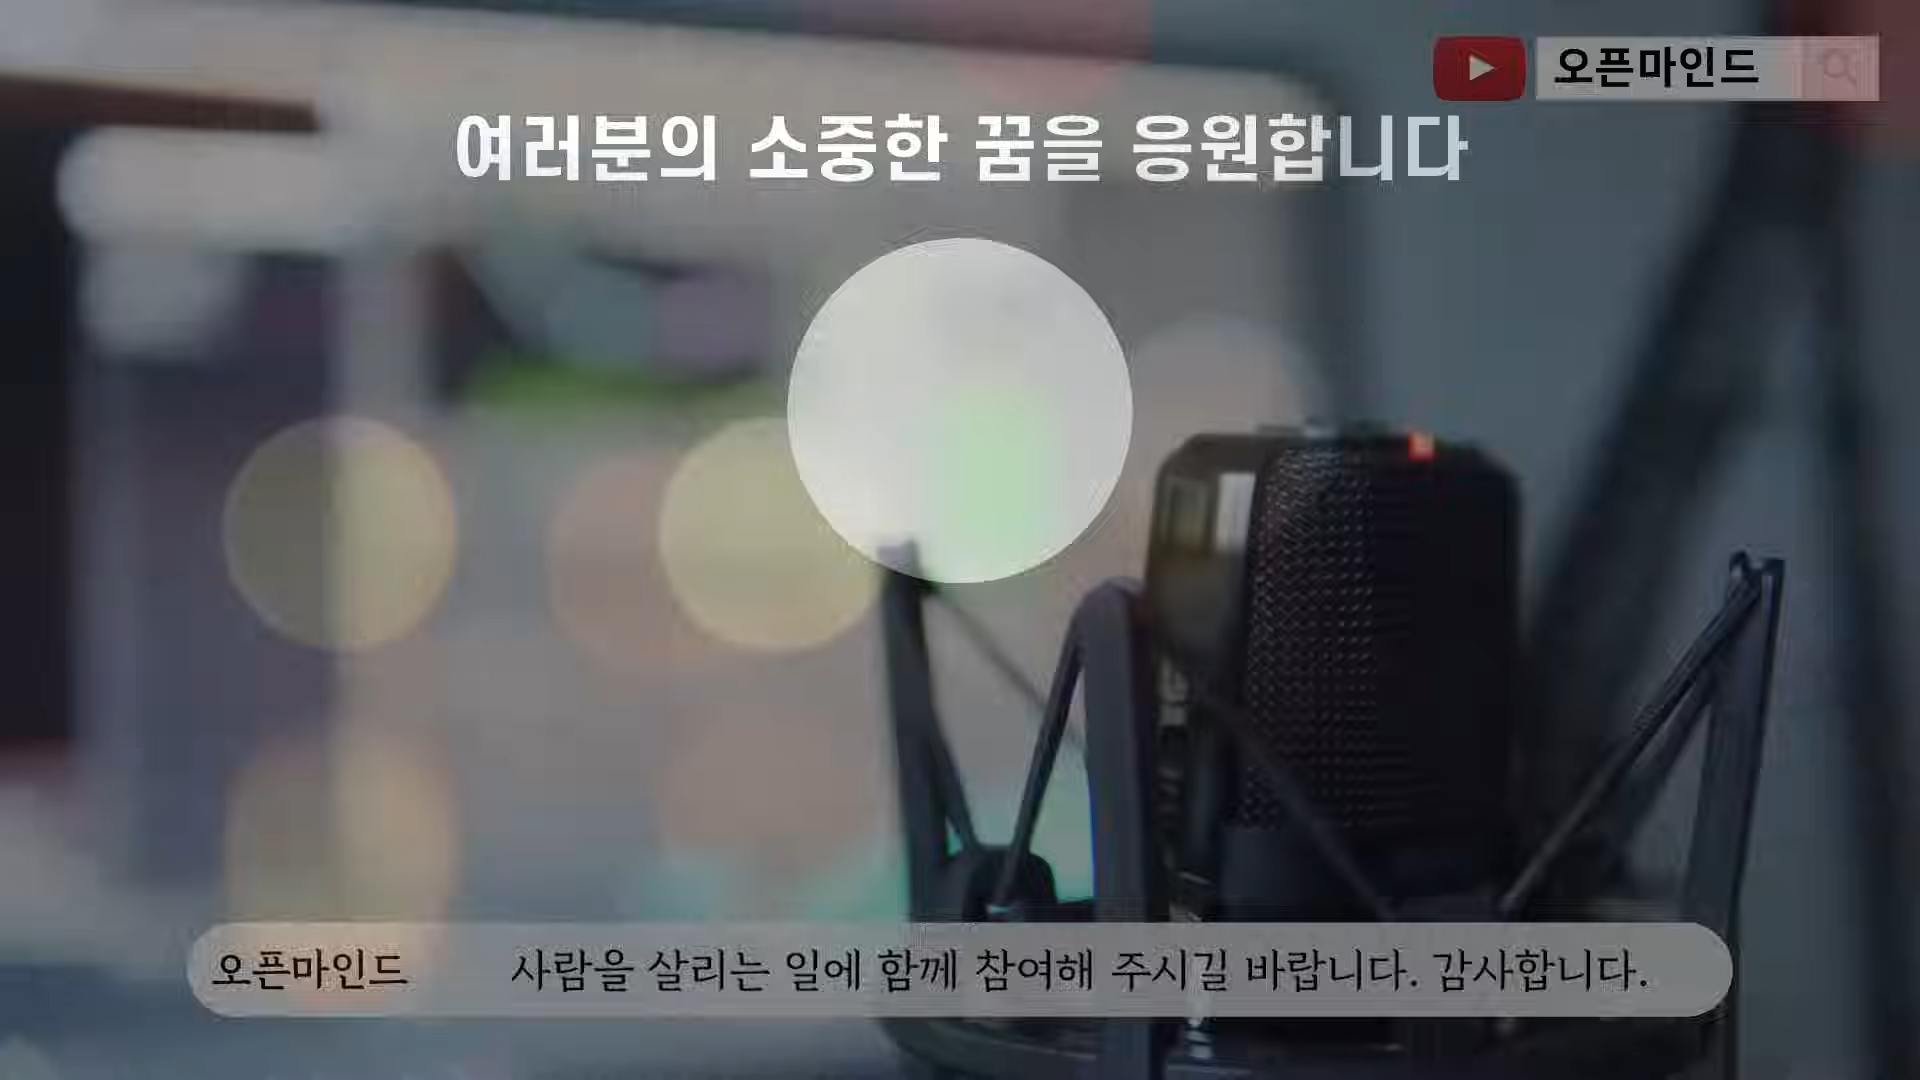 오픈마인드
여러분의 소중한 꿈을 응원합니다
오픈마인드 사람을 살리는 일에 함께 참여해 주시길 바랍니다. 감사합니다.